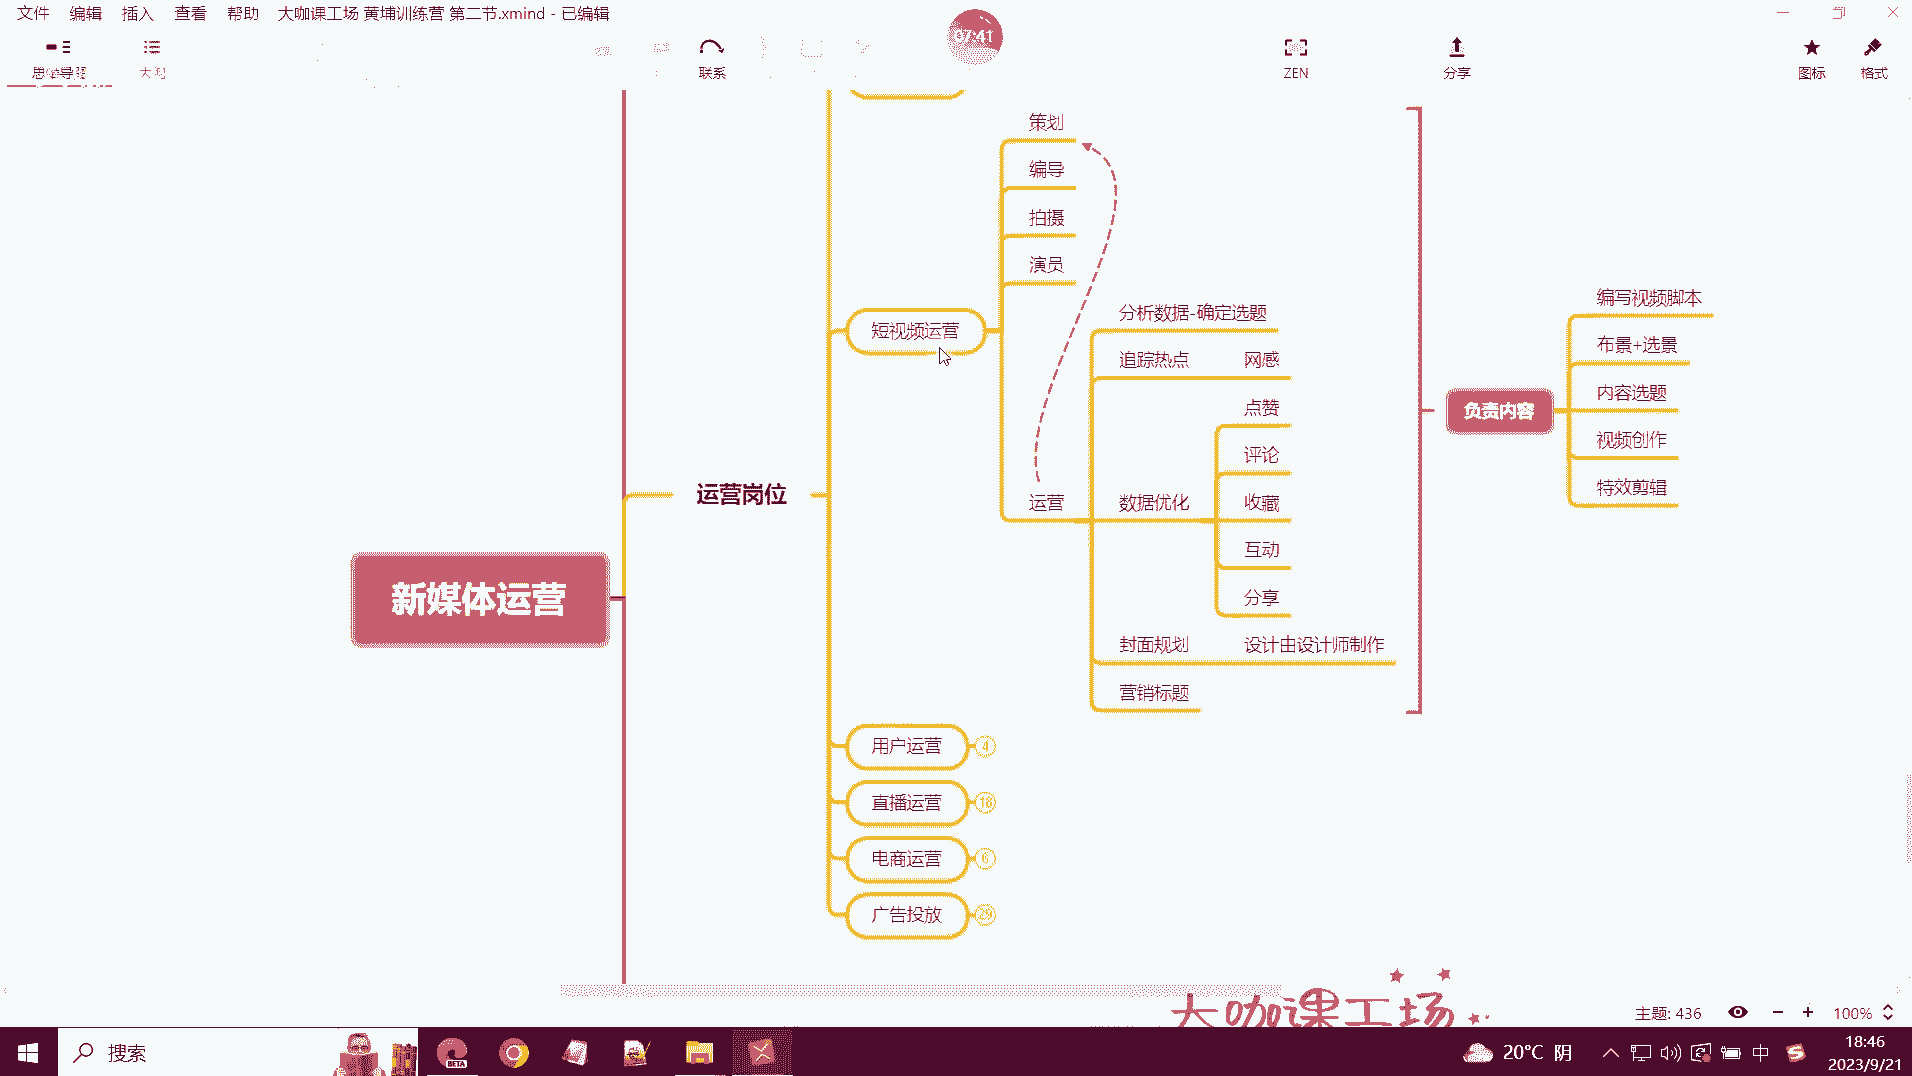 文件 编辑 插入 查看 帮助 大咖课工场 黄埔训练营 第二节.xmind - 已编辑
07:41
联系
ZEN
分享
图标
格式
策划
编导
拍摄
演员
短视频运营
分析数据-确定选题
追踪热点 网感
点赞
评论
运营 数据优化 收藏
互动
分享
封面规划 设计由设计师制作
营销标题
编写视频脚本
布景+选景
内容选题
负责内容
视频创作
特效剪辑
运营岗位
新媒体运营
用户运营 4
直播运营 18
电商运营 6
广告投放 29
大咖课工场
主题: 436
100%
搜索
BETA
20°C 阴
中
18:46
2023/9/21